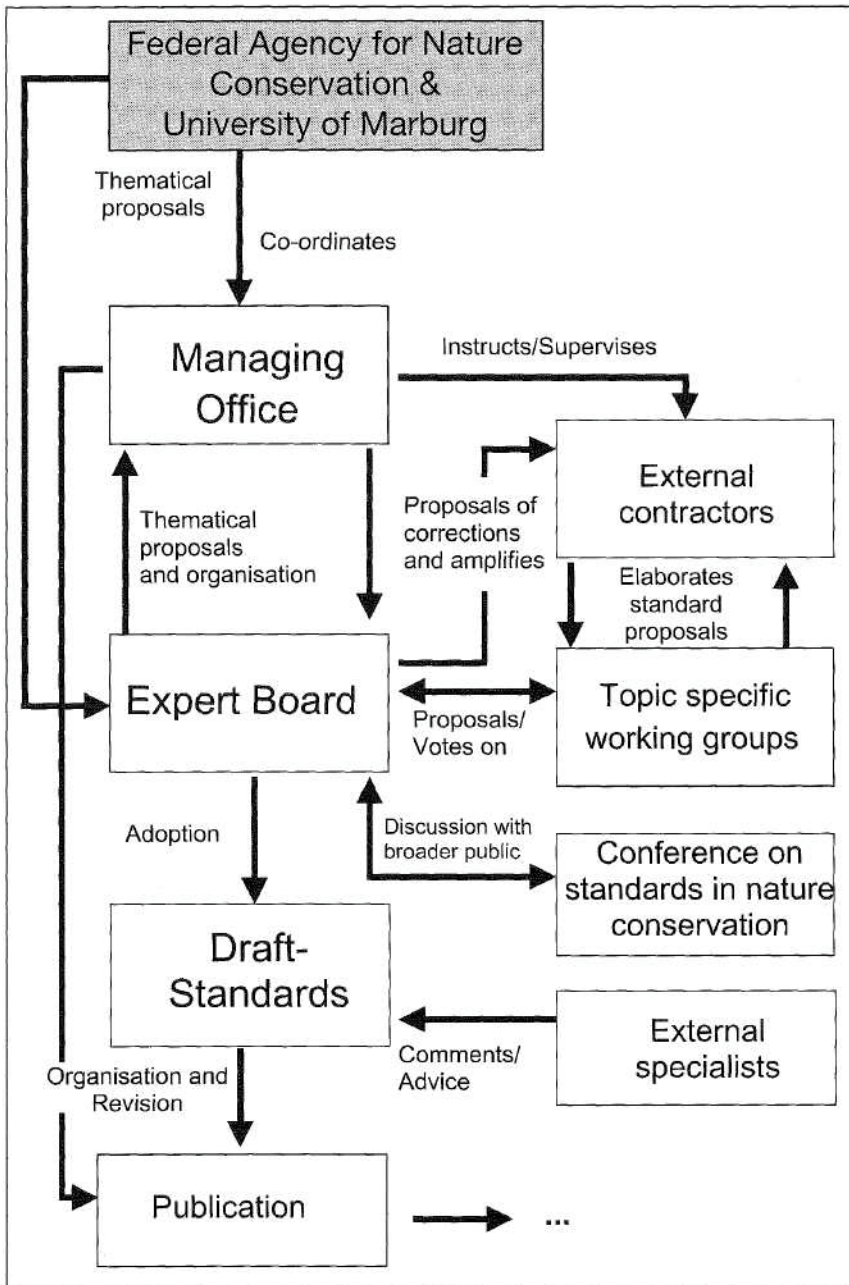 Federal Agency for Nature
Conservation &
University of Marburg
Thematical
proposals
Co-ordinates
Managing
Office
Instructs/Supervises
External
contractors
Thematical
proposals
and organisation
Proposals of
corrections
and amplifies
Elaborates
standard
proposals
Expert Board
Proposals/
Votes on
Topic specific
working groups
Adoption
Discussion with
broader public
Conference on
standards in nature
conservation
Draft-
Standards
Comments/
Advice
External
specialists
Organisation and
Revision
Publication
...